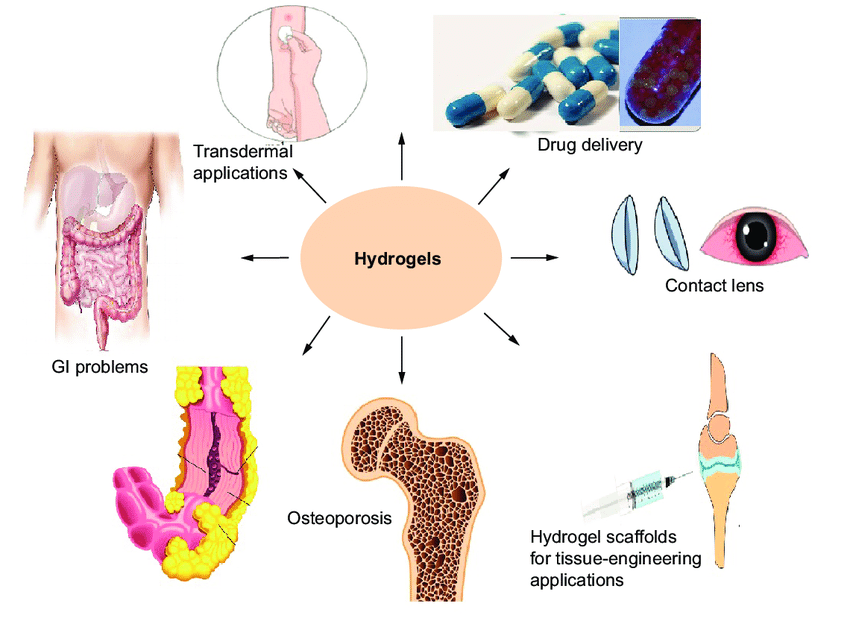 Transdermal
applications
Drug delivery
Hydrogels
Contact lens
GI problems
Osteoporosis
Hydrogel scaffolds
for tissue-engineering
applications